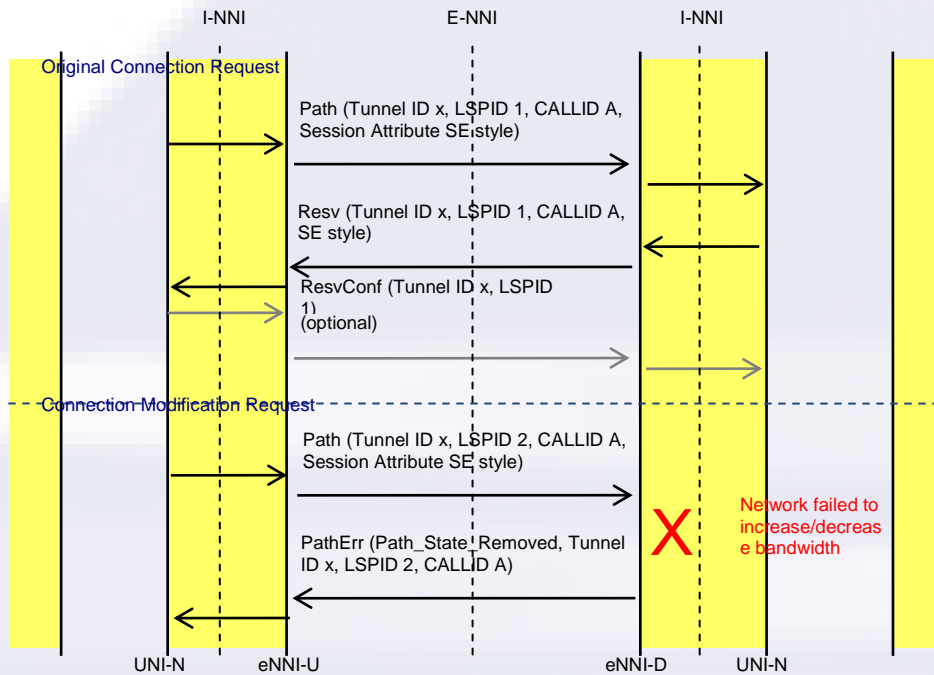 I-NNI
E-NNI
I-NNI
Original Connection Request
Path (Tunnel ID x, LSPID 1, CALLID A,
Session Attribute SE style)
Resv (Tunnel ID x, LSPID 1, CALLID A,
SE style)
ResvConf (Tunnel ID x, LSPID
1)
(optional)
Connection Modification Request
Path (Tunnel ID x, LSPID 2, CALLID A,
Session Attribute SE style)
X
Network failed to
increase/decreas
e bandwidth
PathErr (Path_State_Removed, Tunnel
ID x, LSPID 2, CALLID A)
UNI-N
eNNI-U
eNNI-D
UNI-N